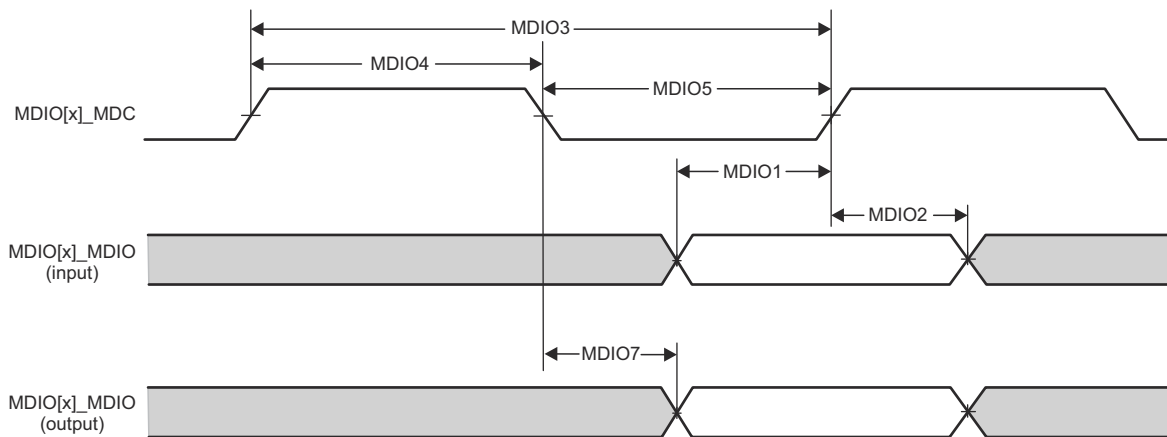 MDIO3
MDIO4
MDIO5
MDIO[x]_MDC
MDIO1
MDIO2
MDIO[x]_MDIO
(input)
MDIO7
MDIO[x]_MDIO
(output)